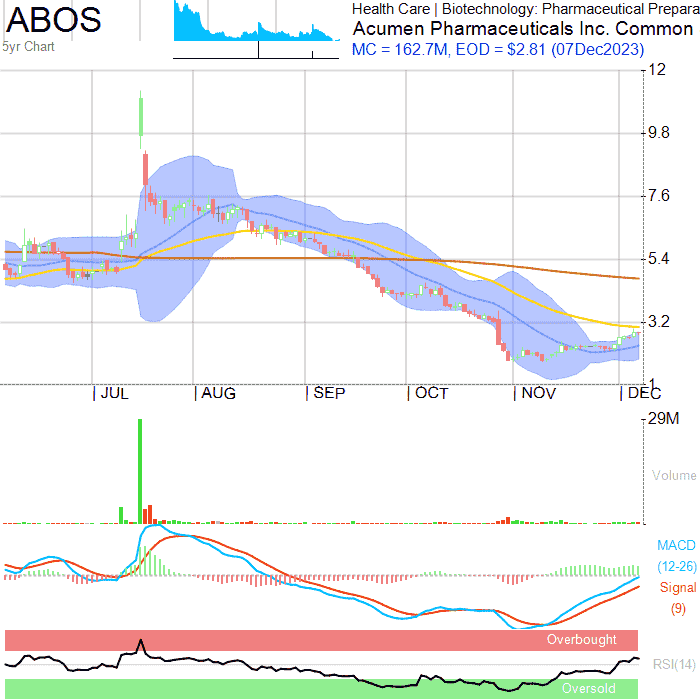 ABOS
5yr Chart
Health Care | Biotechnology: Pharmaceutical Prepara
Acumen Pharmaceuticals Inc. Common
MC = 162.7M, EOD = $2.81 (07Dec2023)
12
9.8
7.6
5.4
3.2
1
JUL AUG SEP OCT NOV DEC
29M
Volume
MACD
(12-26)
Signal
(9)
Overbought
RSI(14)
Oversold